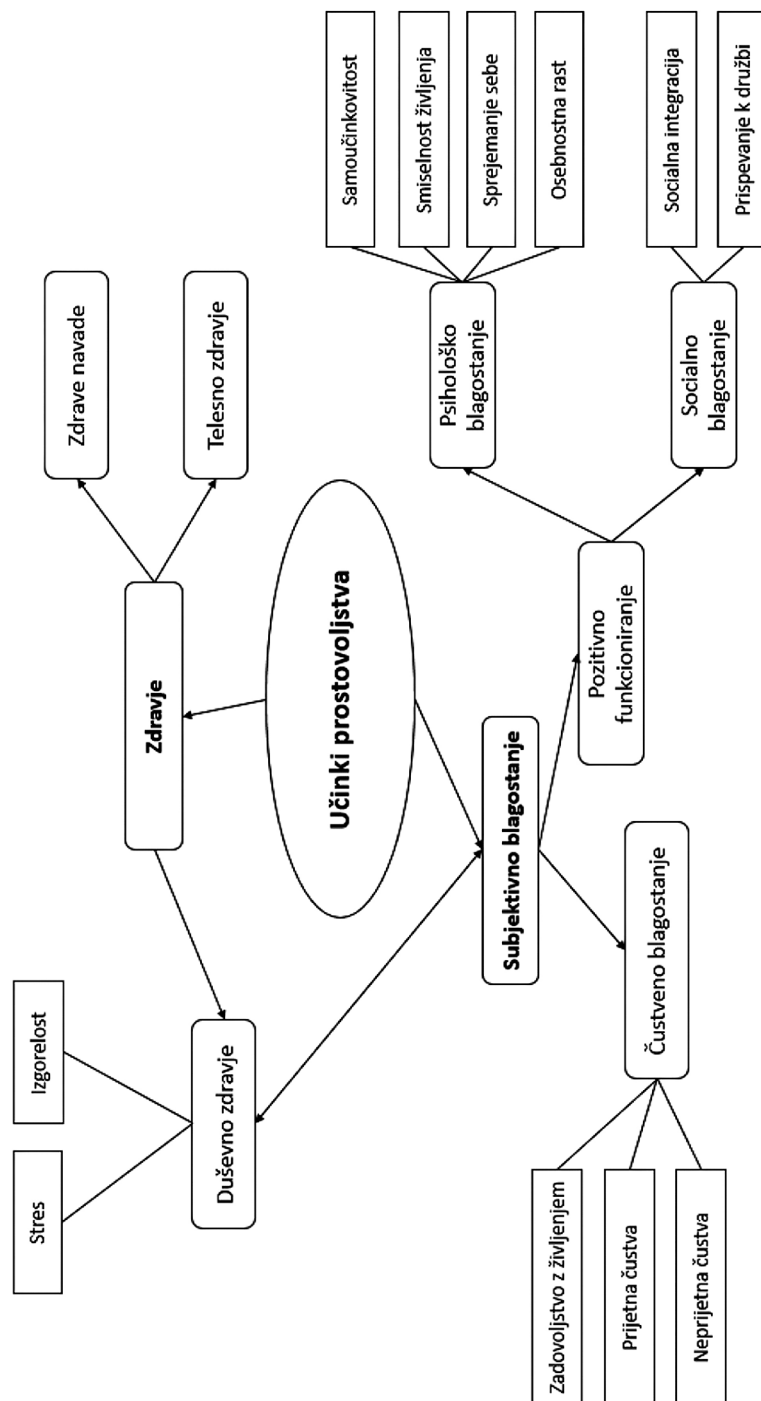 Stres
Izgorelost
Duševno zdravje
Zdravje
Zdrave navade
Telesno zdravje
Učinki prostovoljstva
Subjektivno blagostanje
Čustveno blagostanje
Zadovoljstvo z življenjem
Prijetna čustva
Neprijetna čustva
Pozitivno
funkcioniranje
Psihološko
blagostanje
Samoučinkovitost
Smiselnost življenja
Sprejemanje sebe
Osebnostna rast
Socialno
blagostanje
Socialna integracija
Prispevanje k družbi